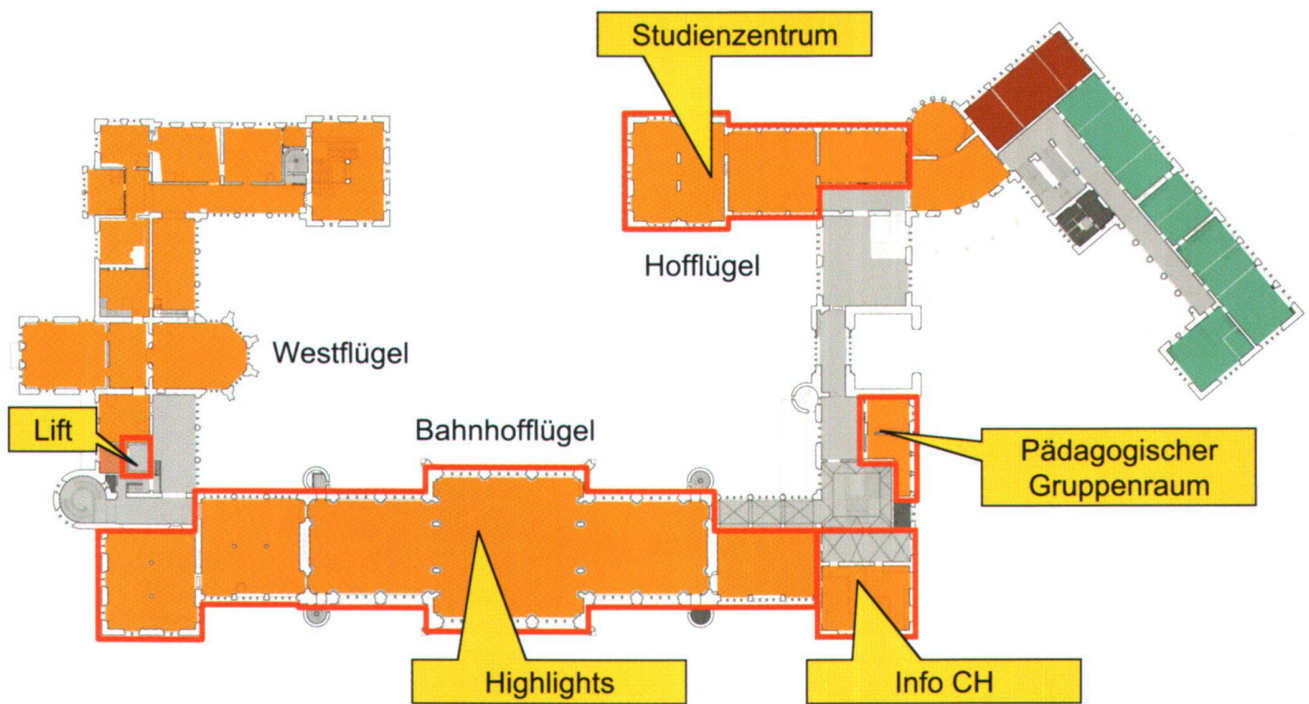 Studienzentrum
Hofflügel
Westflügel
Lift
Bahnhofflügel
Pädagogischer
Gruppenraum
Highlights
Info CH